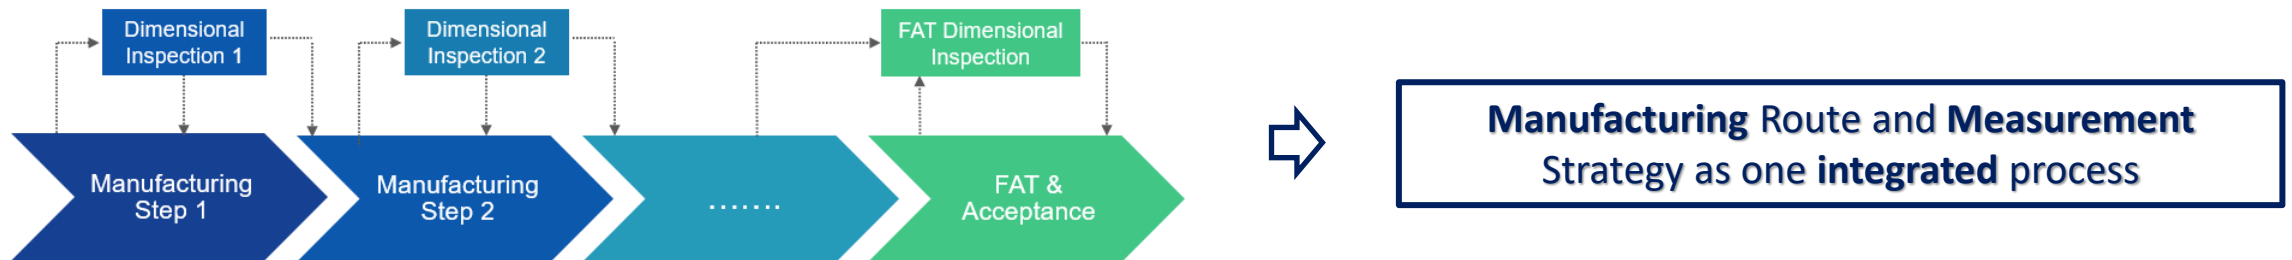 Dimensional
Inspection 1
Dimensional
Inspection 2
FAT Dimensional
Inspection
Manufacturing
Step 1
Manufacturing
Step 2
.......
FAT &
Acceptance
Manufacturing Route and Measurement
Strategy as one integrated process